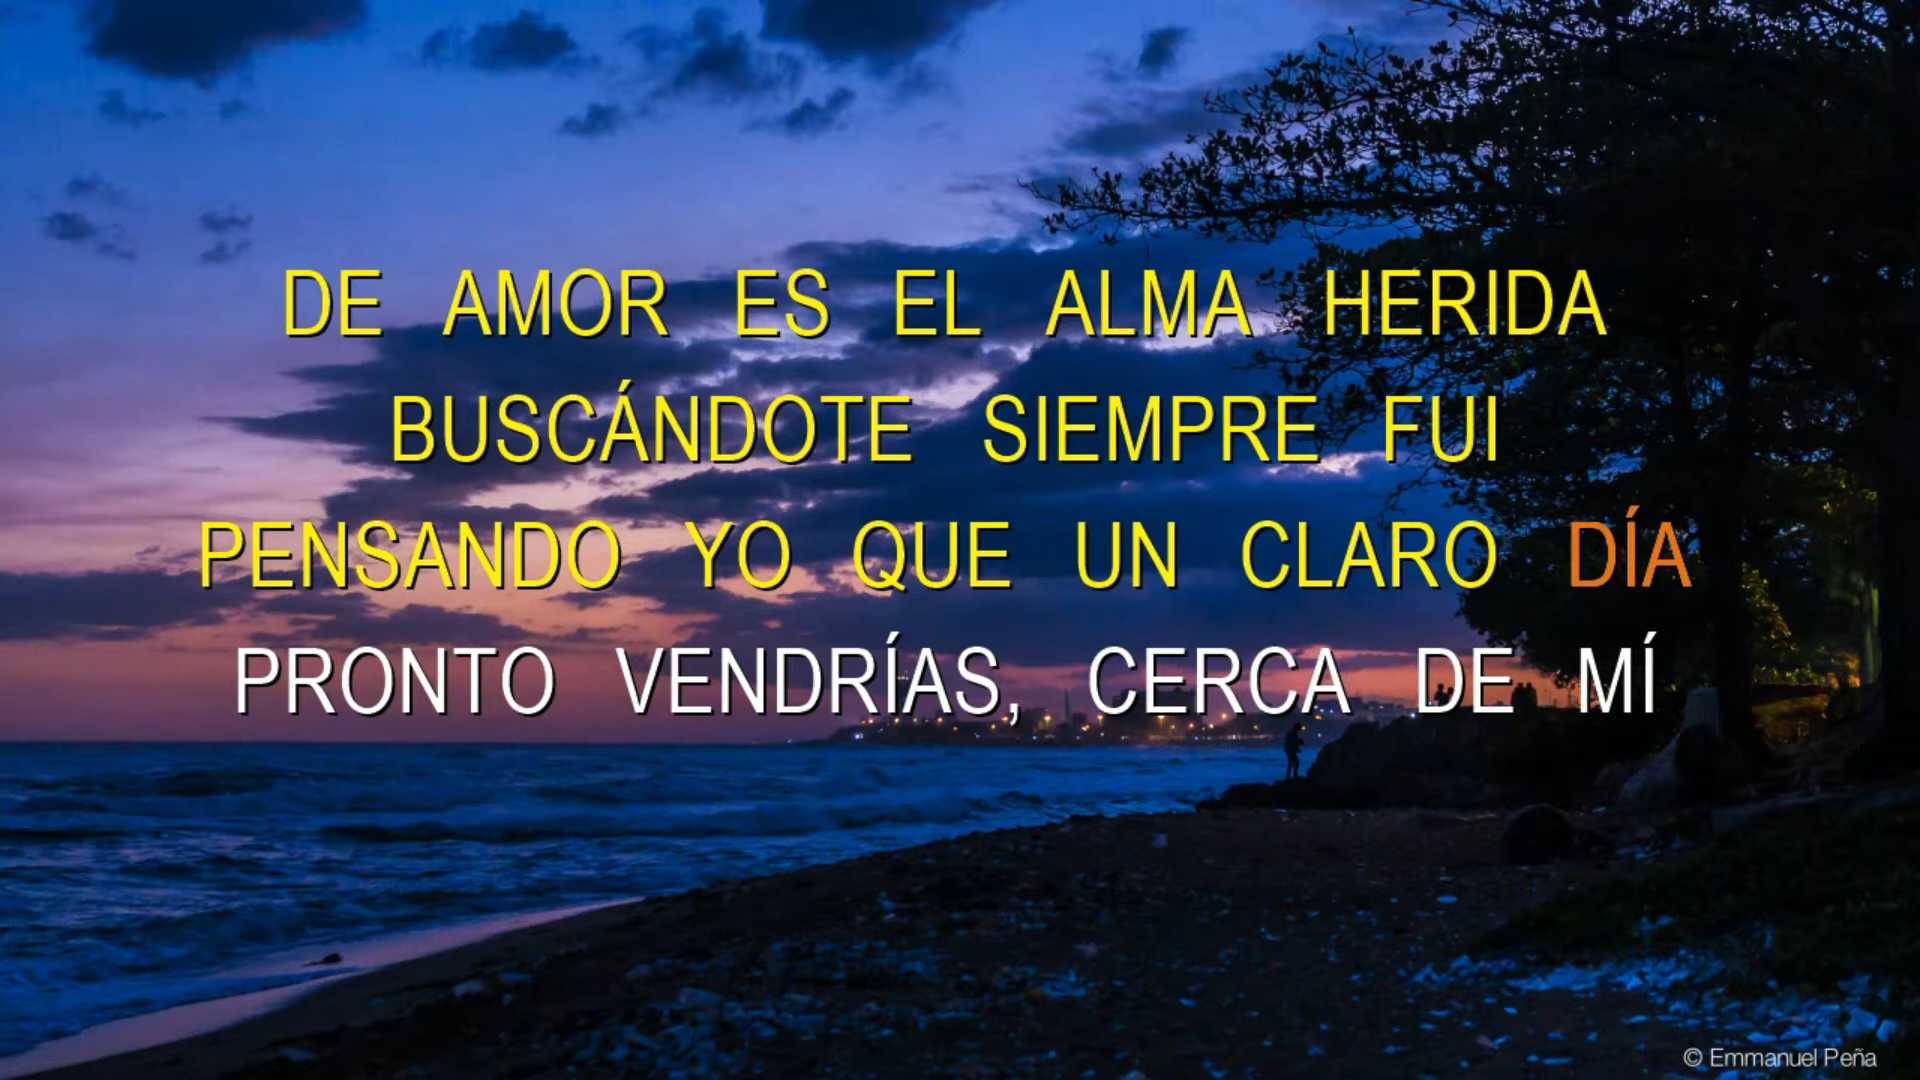 DE AMOR ES EL ALMA HERIDA
BUSCÁNDOTE SIEMPRE FUI
PENSANDO YO QUE UN CLARO DÍA
PRONTO VENDRÍAS, CERCA DE MÍ
© Emmanuel Peña